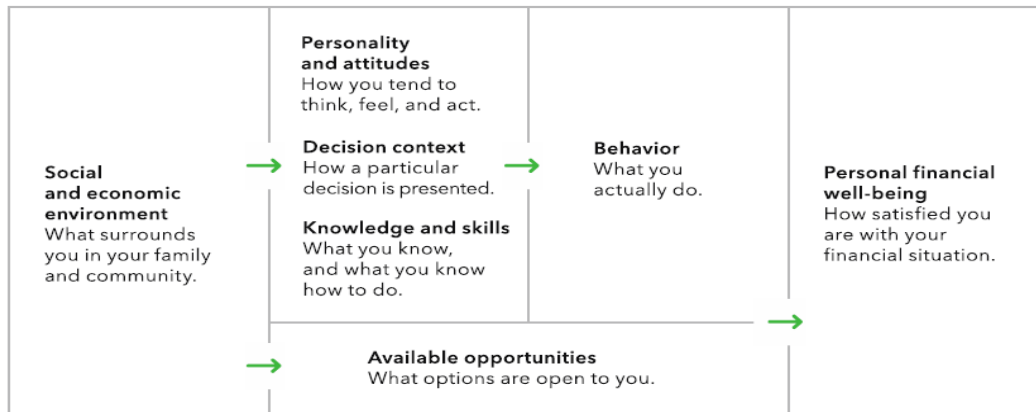 Social
and economic
environment
What surrounds
you in your family
and community.
Personality
and attitudes
How you tend to
think, feel, and act.
Decision context
How a particular
decision is presented.
Knowledge and skills
What you know,
and what you know
how to do.
Behavior
What you
actually do.
Available opportunities
What options are open to you.
Personal financial
well-being
How satisfied you
are with your
financial situation.